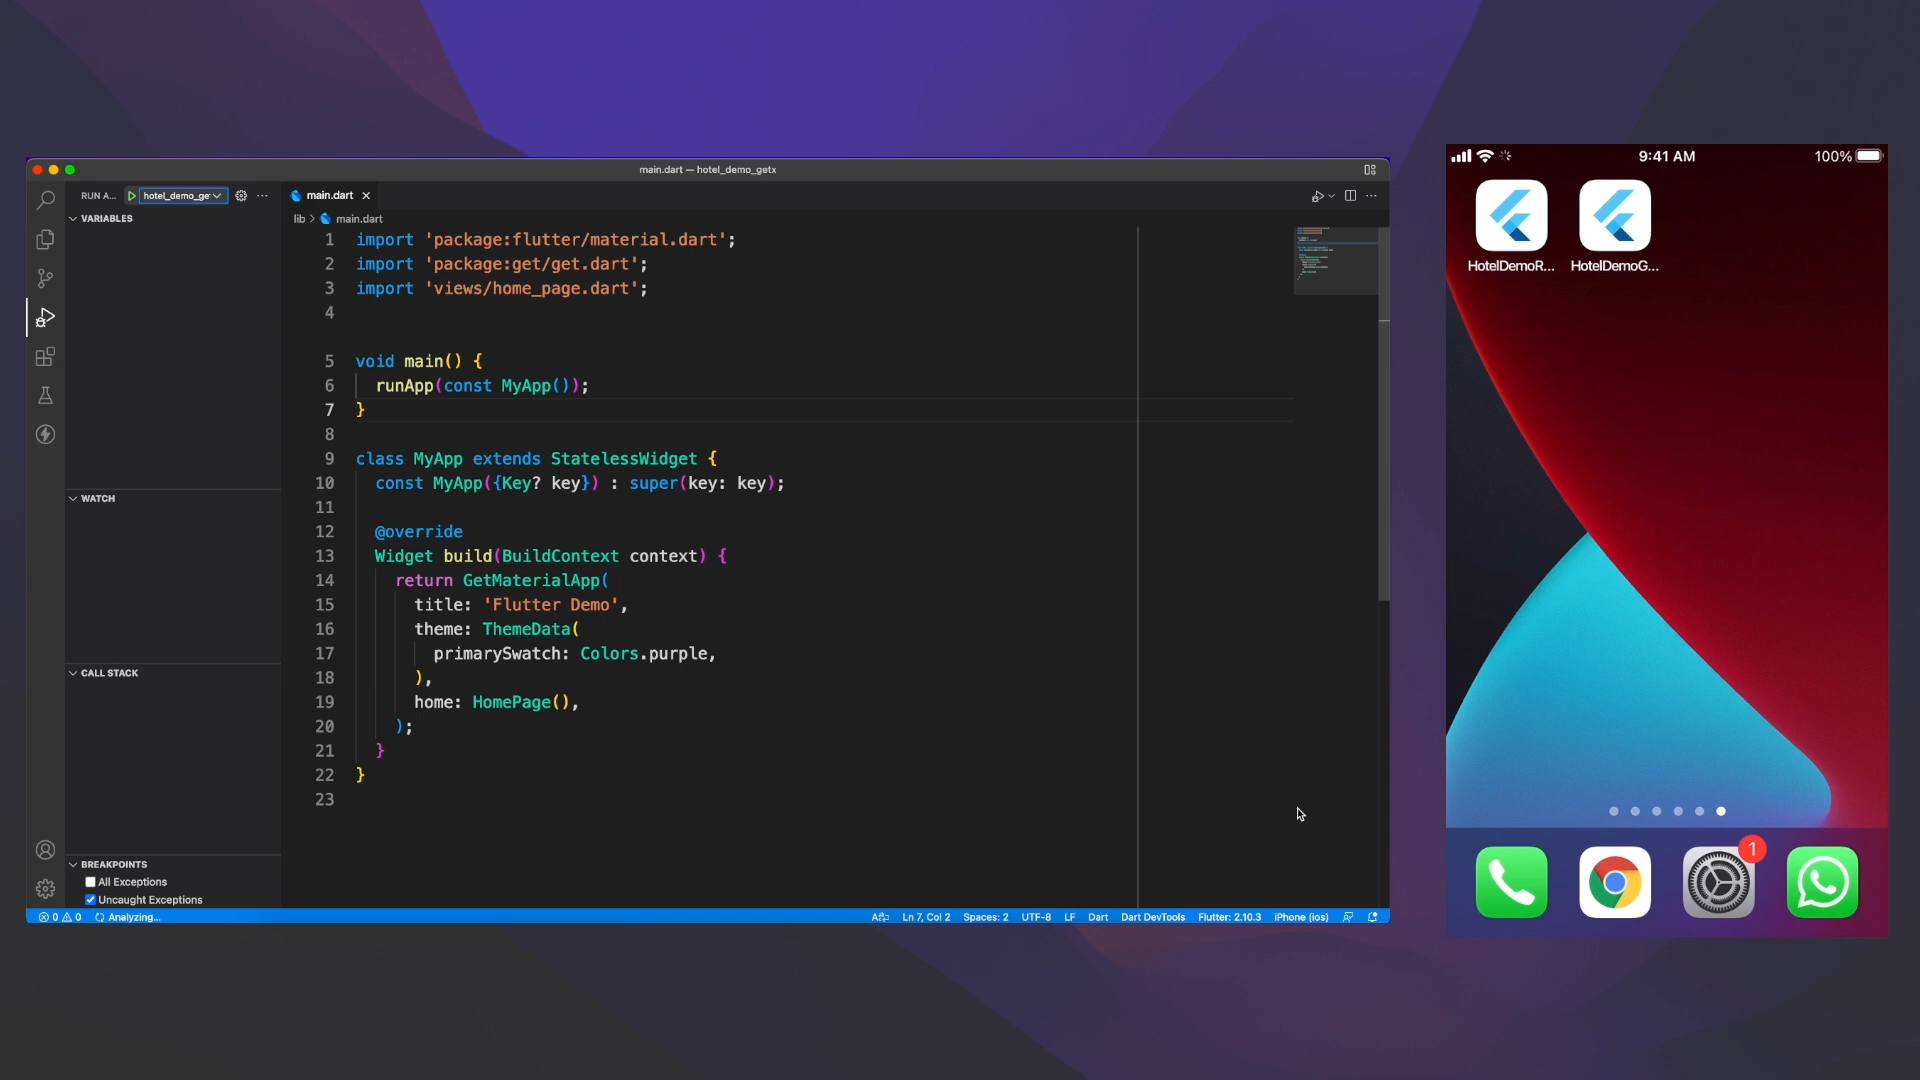 main.dart — hotel_demo_getx
RUN A... hotel_demo_ge
main.dart
VARIABLES
lib > main.dart
1 import 'package:flutter/material.dart';
2 import 'package:get/get.dart';
3 import 'views/home_page.dart';
4
5 void main() {
6 runApp(const MyApp());
7 }
8
9 class MyApp extends StatelessWidget {
10 const MyApp({Key? key}) : super(key: key);
11
12 @override
13 Widget build(BuildContext context) {
14 return GetMaterialApp(
15 title: 'Flutter Demo',
16 theme: ThemeData(
17 primarySwatch: Colors.purple,
18 ),
19 home: HomePage(),
20 );
21 }
22 }
23
WATCH
CALL STACK
BREAKPOINTS
All Exceptions
Uncaught Exceptions
0 0 Analyzing...
Ln 7, Col 2 Spaces: 2 UTF-8 LF Dart Dart DevTools Flutter: 2.10.3 iPhone (ios)
9:41 AM 100%
HotelDemoR... HotelDemoG...
1